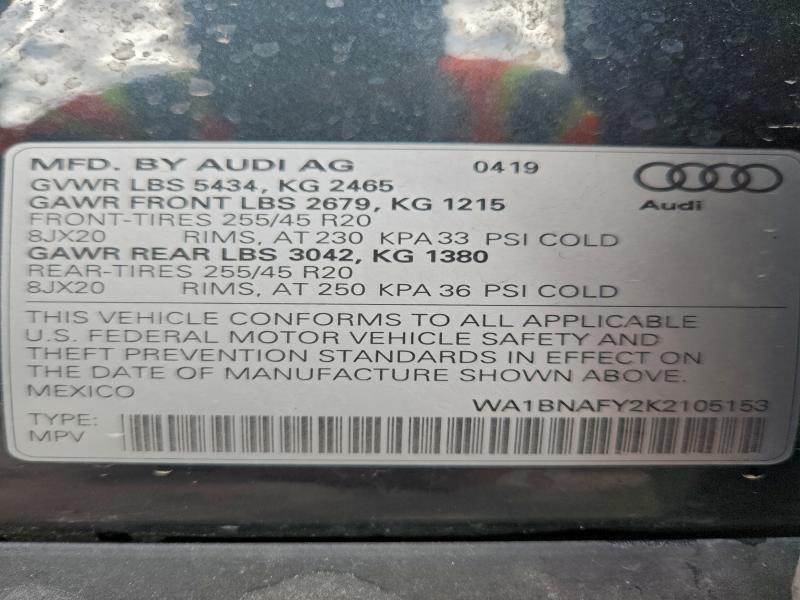 MFD. BY AUDI AG 0419
GVWR LBS 5434, KG 2465
GAWR FRONT LBS 2679, KG 1215
Audi
FRONT-TIRES 255/45 R20
8JX20 RIMS, AT 230 KPA 33 PSI COLD
GAWR REAR LBS 3042, KG 1380
REAR-TIRES 255/45 R20
8JX20 RIMS, AT 250 KPA 36 PSI COLD
THIS VEHICLE CONFORMS TO ALL APPLICABLE
U.S. FEDERAL MOTOR VEHICLE SAFETY AND
THEFT PREVENTION STANDARDS IN EFFECT ON
THE DATE OF MANUFACTURE SHOWN ABOVE.
MEXICO
WA1BNAFY2K2105153
TYPE:
MPV